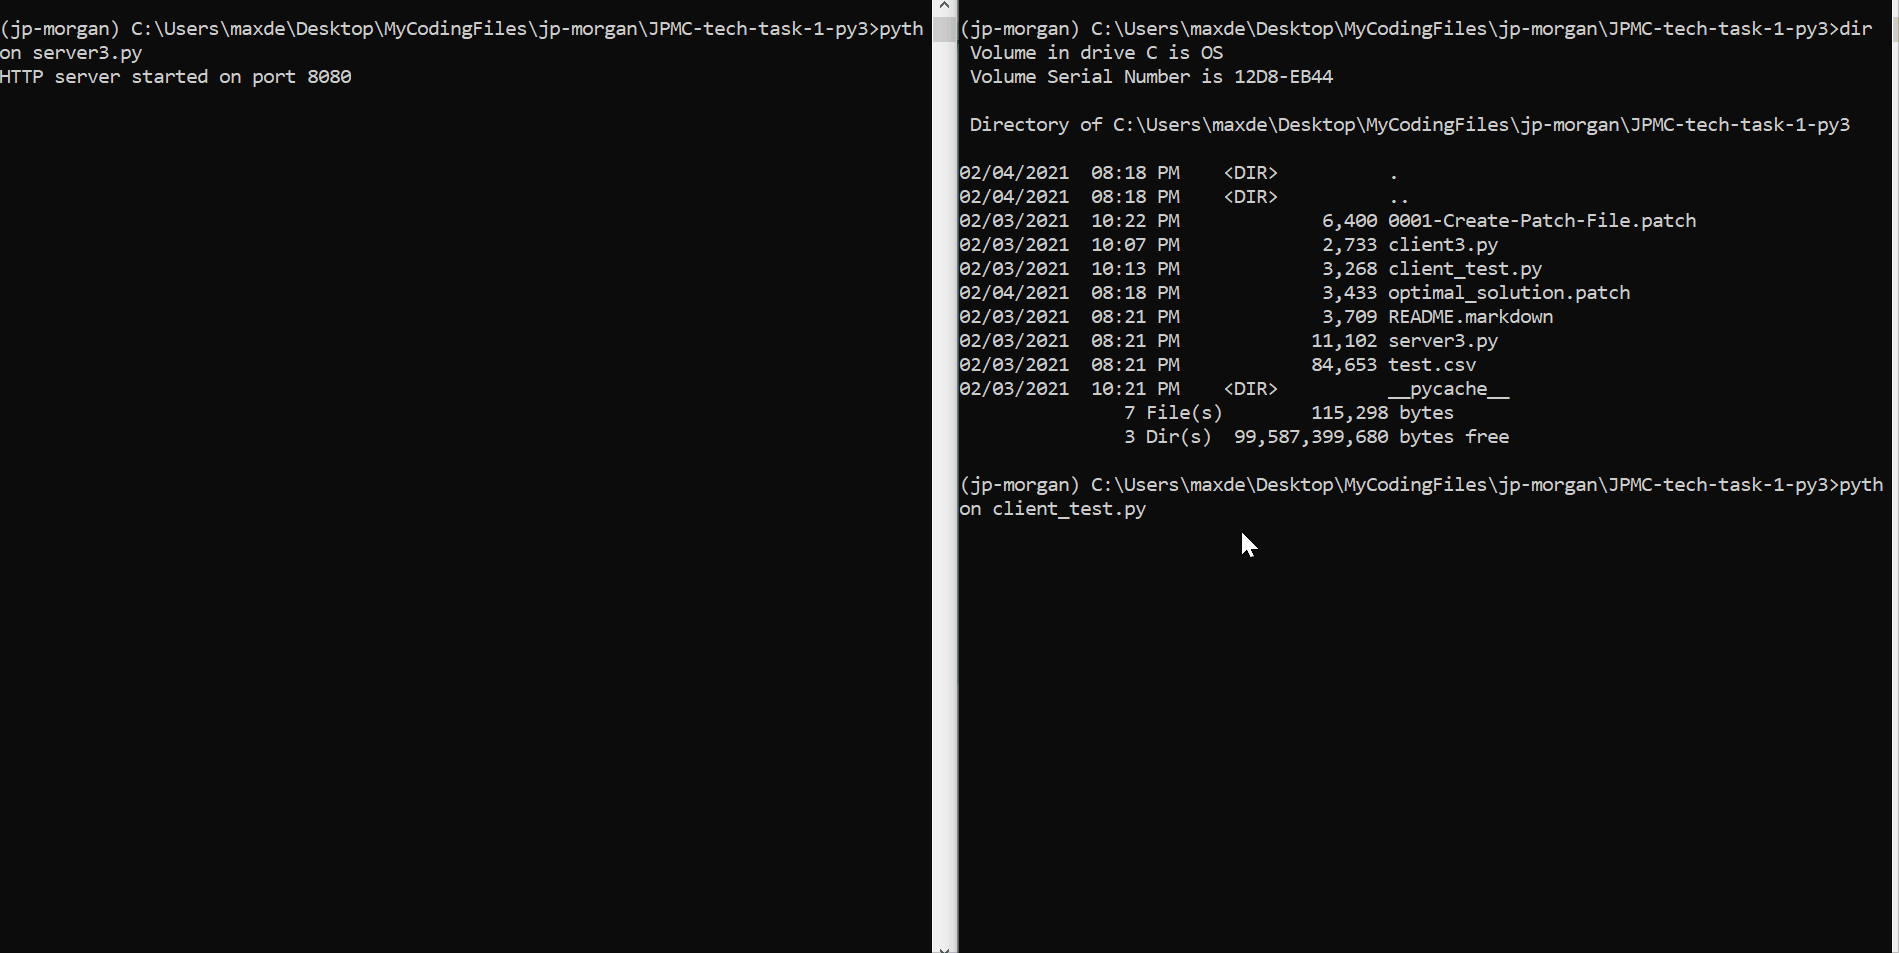 (jp-morgan) C:\Users\maxde\Desktop\MyCodingFiles\jp-morgan\JPMC-tech-task-1-py3>pyth
on server3.py
HTTP server started on port 8080
(jp-morgan) C:\Users\maxde\Desktop\MyCodingFiles\jp-morgan\JPMC-tech-task-1-py3>dir
 Volume in drive C is OS
 Volume Serial Number is 12D8-EB44
 Directory of C:\Users\maxde\Desktop\MyCodingFiles\jp-morgan\JPMC-tech-task-1-py3
02/04/2021  08:18 PM    <DIR>          .
02/04/2021  08:18 PM    <DIR>          ..
02/03/2021  10:22 PM             6,400 0001-Create-Patch-File.patch
02/03/2021  10:07 PM             2,733 client3.py
02/03/2021  10:13 PM             3,268 client_test.py
02/04/2021  08:18 PM             3,433 optimal_solution.patch
02/03/2021  08:21 PM             3,709 README.markdown
02/03/2021  08:21 PM            11,102 server3.py
02/03/2021  08:21 PM            84,653 test.csv
02/03/2021  10:21 PM    <DIR>          __pycache__
               7 File(s)        115,298 bytes
               3 Dir(s)  99,587,399,680 bytes free
(jp-morgan) C:\Users\maxde\Desktop\MyCodingFiles\jp-morgan\JPMC-tech-task-1-py3>pyth
on client_test.py